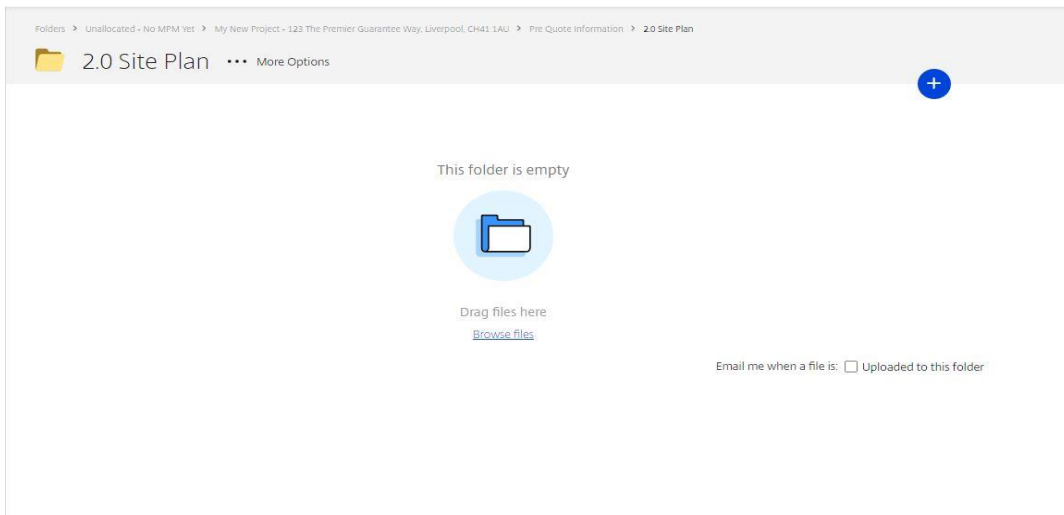 Folders > Unallocated - No MPM Yet > My New Project - 123 The Premier Guarantee Way, Liverpool, CH41 1AU > Pre Quote Information > 2.0 Site Plan
2.0 Site Plan ••• More Options
This folder is empty
Drag files here
Browse files
Email me when a file is: Uploaded to this folder